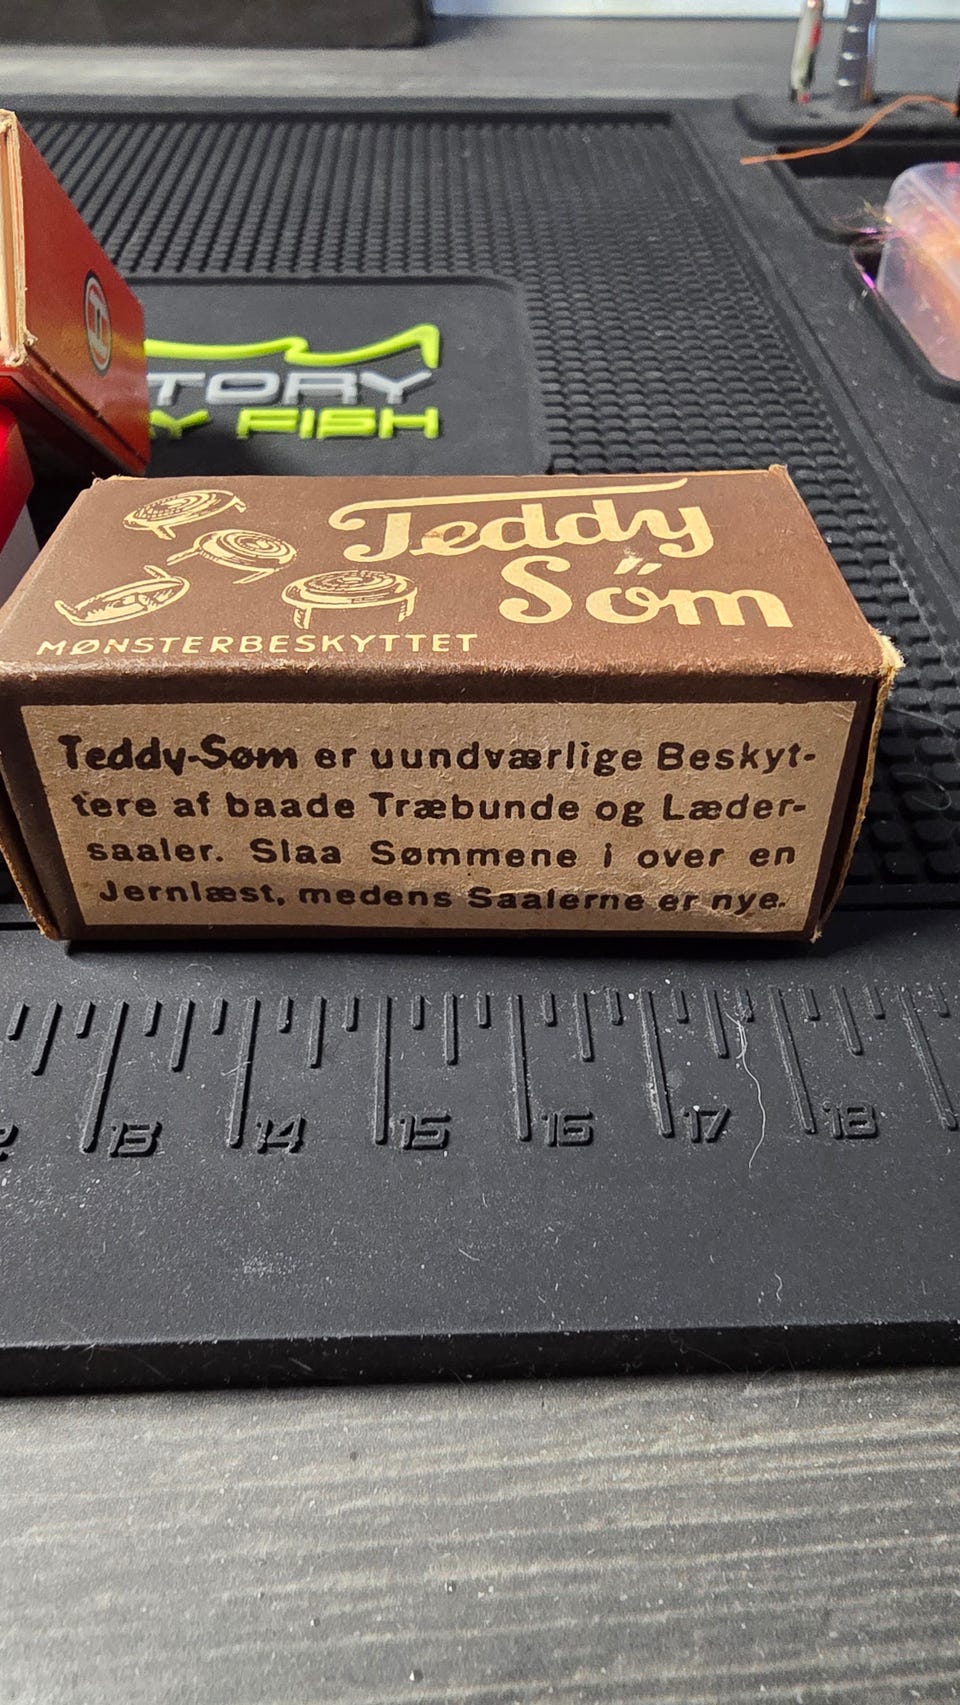 TORY
Y FISH
Teddy
Söm
MØNSTERBESKYTTET
Teddy-Søm er uundværlige Beskyt-
tere af baade Træbunde og Læder-
saaler. Slaa Sømmene i over en
Jernlæst, medens Saalerne er nye.
13 14 15 16 17 18